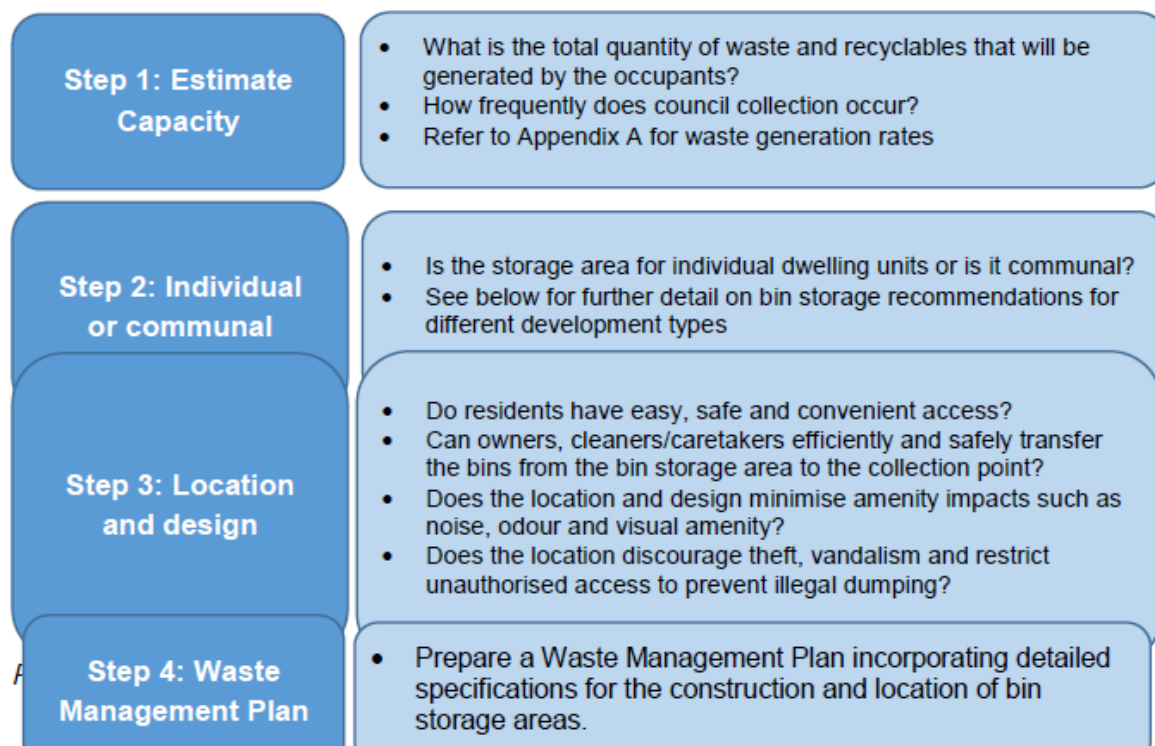 Step 1: Estimate
Capacity
• What is the total quantity of waste and recyclables that will be
generated by the occupants?
• How frequently does council collection occur?
• Refer to Appendix A for waste generation rates
Step 2: Individual
or communal
• Is the storage area for individual dwelling units or is it communal?
• See below for further detail on bin storage recommendations for
different development types
Step 3: Location
and design
• Do residents have easy, safe and convenient access?
• Can owners, cleaners/caretakers efficiently and safely transfer
the bins from the bin storage area to the collection point?
• Does the location and design minimise amenity impacts such as
noise, odour and visual amenity?
• Does the location discourage theft, vandalism and restrict
unauthorised access to prevent illegal dumping?
Step 4: Waste
Management Plan
• Prepare a Waste Management Plan incorporating detailed
specifications for the construction and location of bin
storage areas.